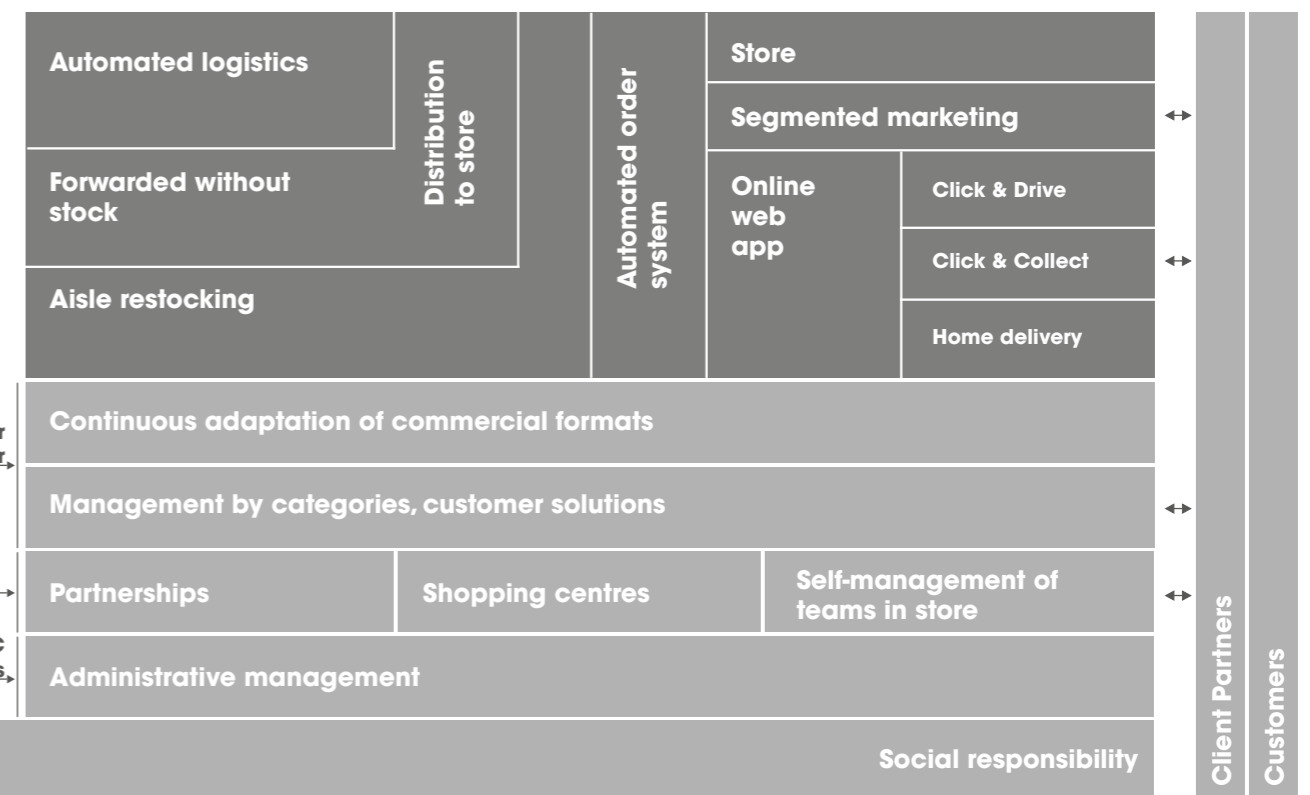 Automated logistics
Distribution
to store
Forwarded without
stock
Aisle restocking
Automated order
system
Store
Segmented marketing
Online
web
app
Click & Drive
Click & Collect
Home delivery
Continuous adaptation of commercial formats
Management by categories, customer solutions
Partnerships
Shopping centres
Self-management of
teams in store
Administrative management
Social responsibility
Client Partners
Customers